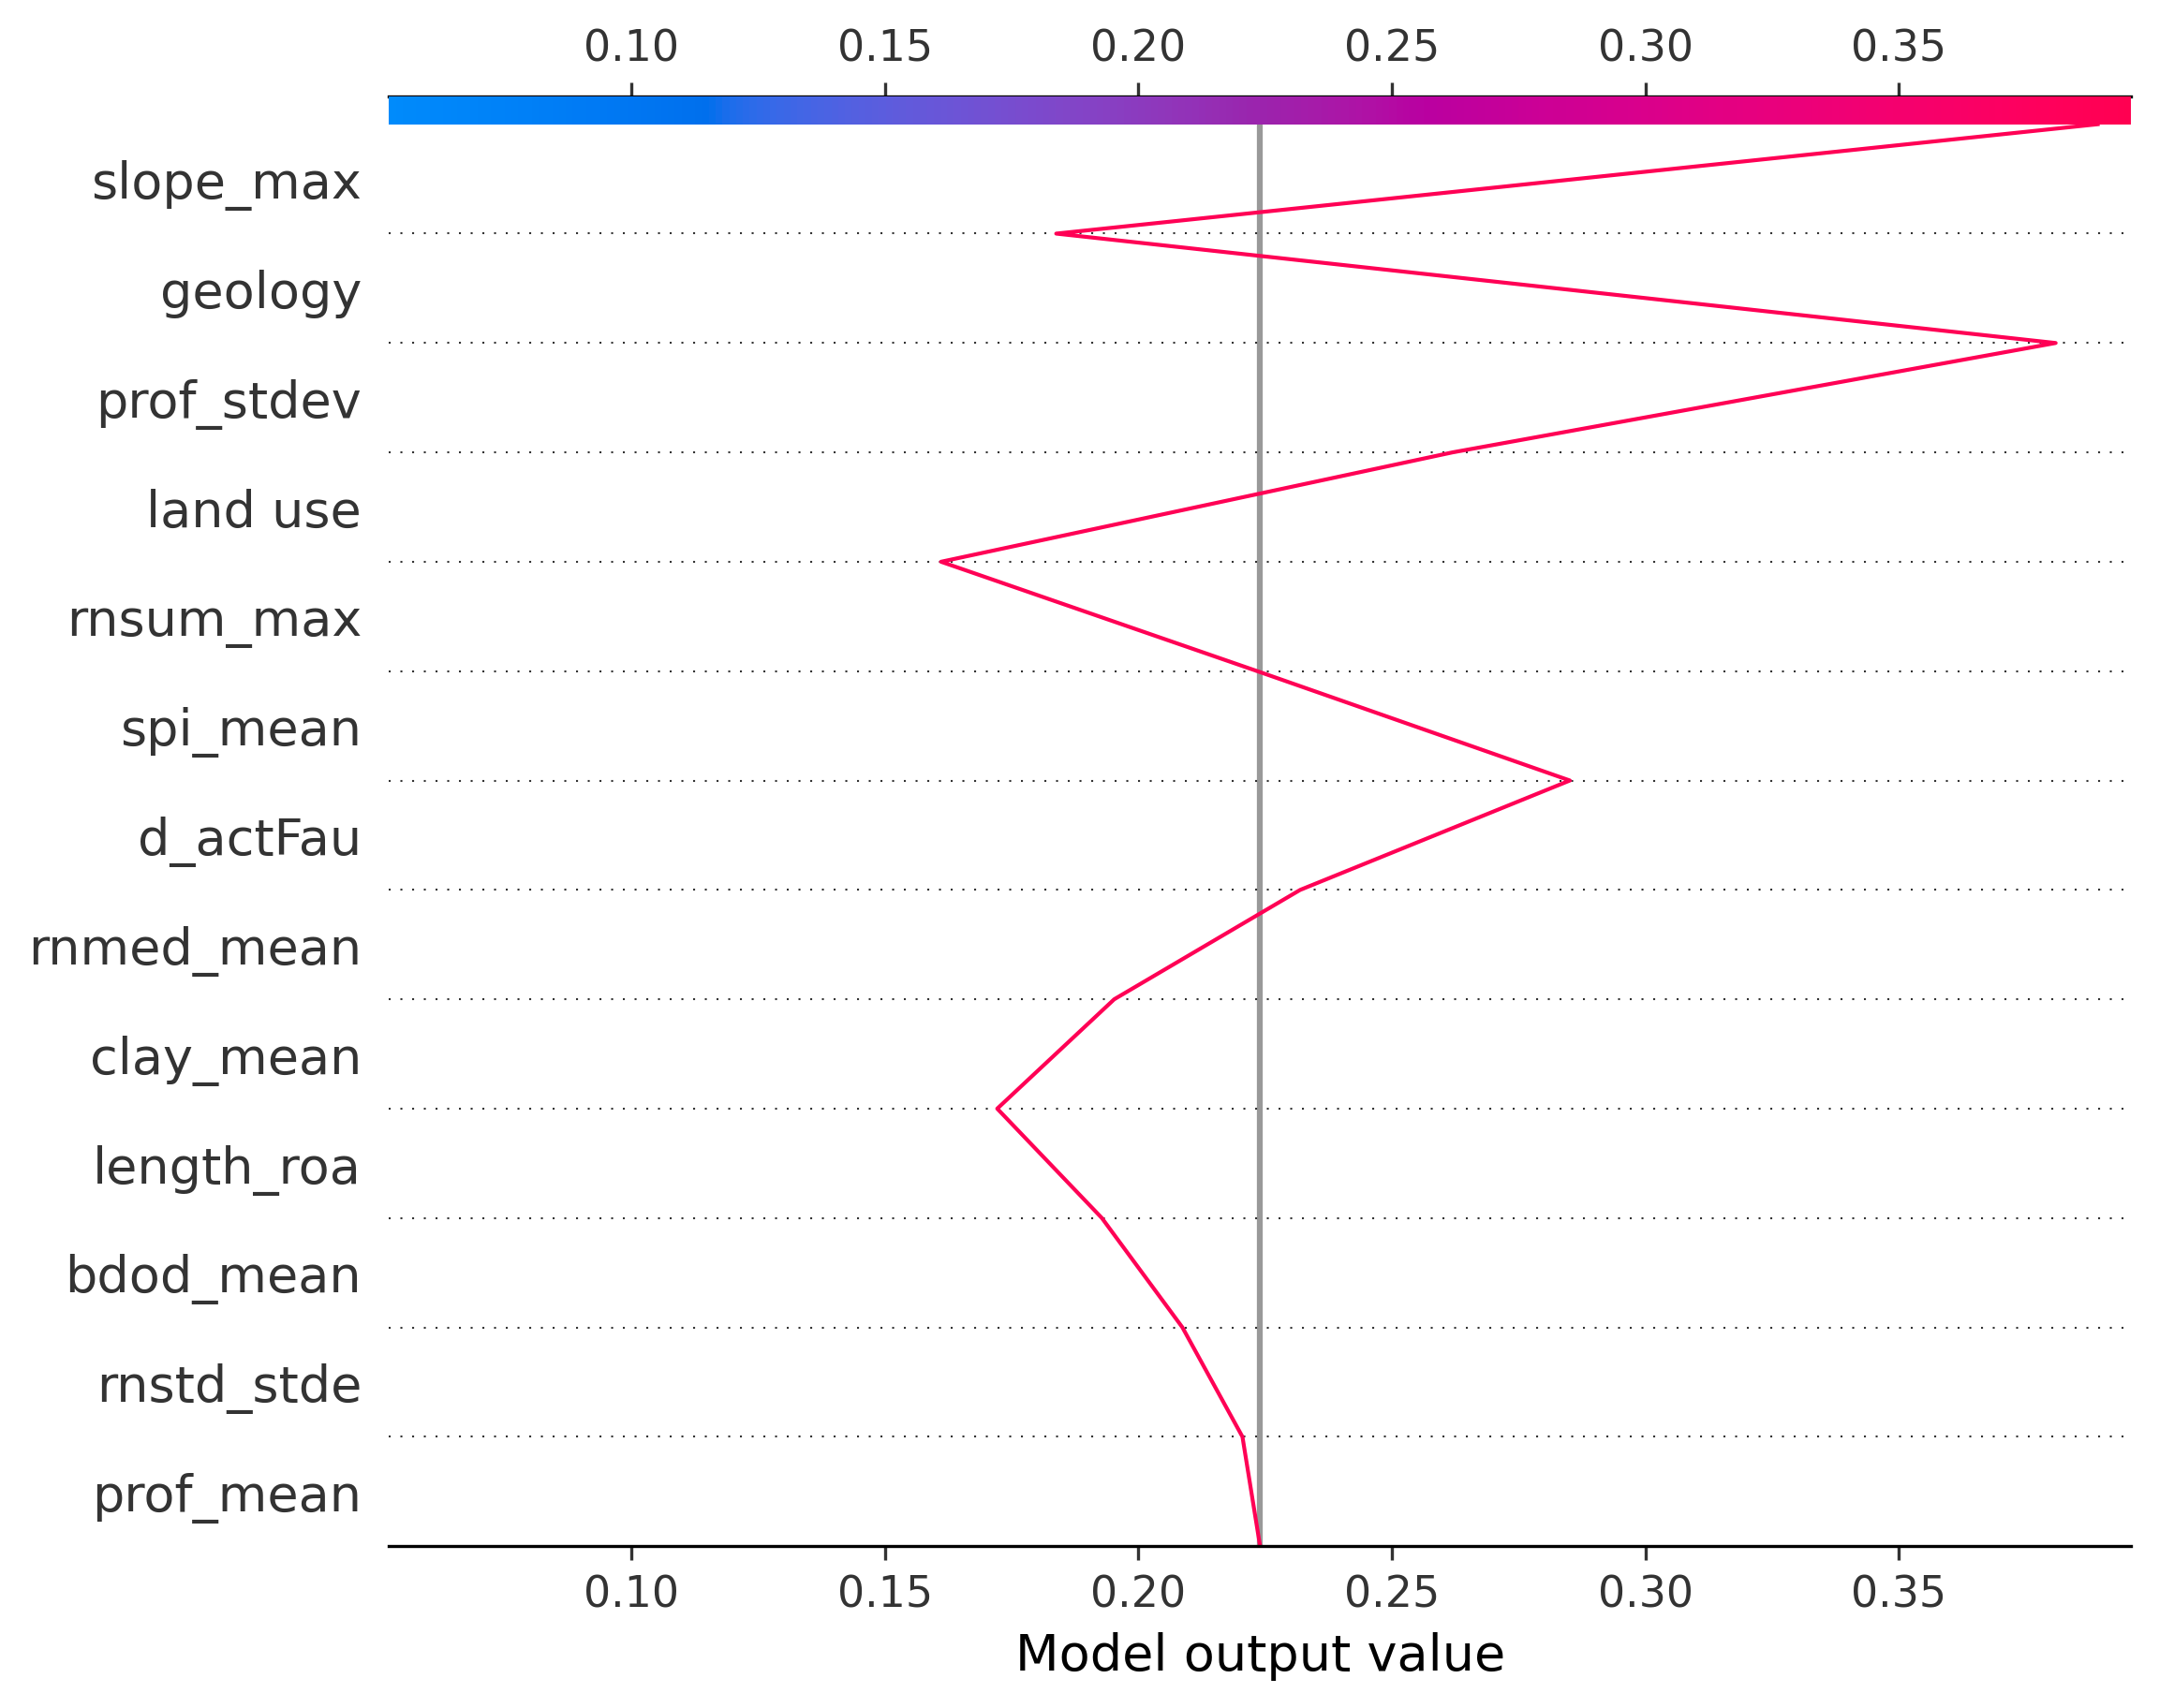 0.10 0.15 0.20 0.25 0.30 0.35
slope_max
geology
prof_stdev
land use
rnsum_max
spi_mean
d_actFau
rnmed_mean
clay_mean
length_roa
bdod_mean
rnstd_stde
prof_mean
0.10 0.15 0.20 0.25 0.30 0.35
Model output value